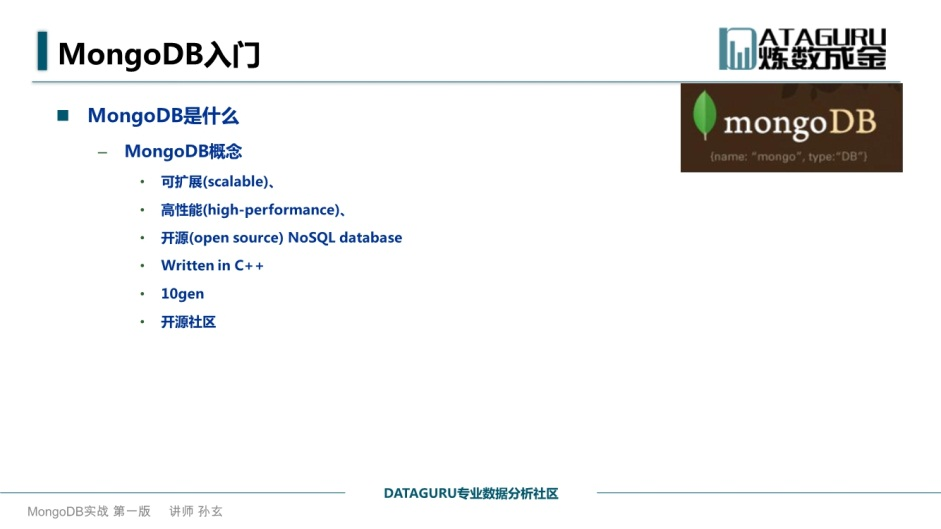 MongoDB入门
DATAGURU
炼数成金
mongoDB
{name: “mongo”, type:“DB”}
■ MongoDB是什么
– MongoDB概念
• 可扩展(scalable)、
• 高性能(high-performance)、
• 开源(open source) NoSQL database
• Written in C++
• 10gen
• 开源社区
DATAGURU专业数据分析社区
MongoDB实战 第一版 讲师 孙玄